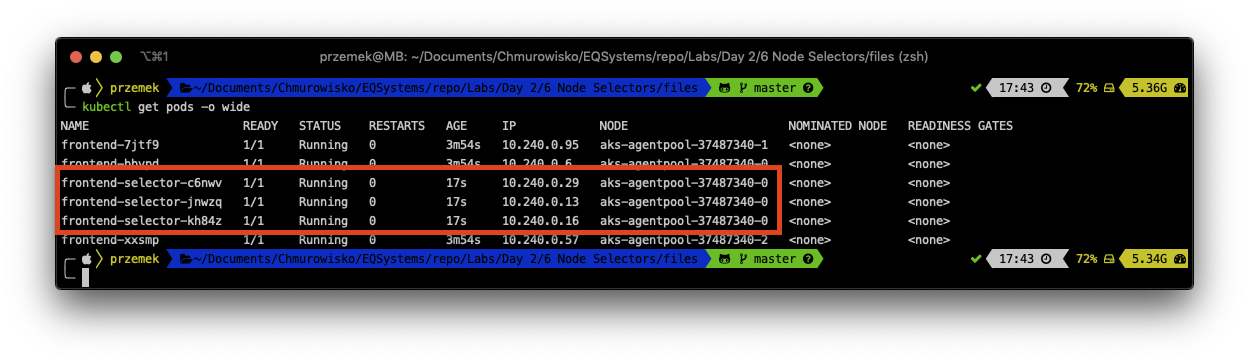 ⌥⌘1 przemek@MB: ~/Documents/Chmurowisko/EQSystems/repo/Labs/Day 2/6 Node Selectors/files (zsh)
przemek ~/Documents/Chmurowisko/EQSystems/repo/Labs/Day 2/6 Node Selectors/files master ? ✔ 17:43 72% 5.36G
kubectl get pods -o wide
NAME READY STATUS RESTARTS AGE IP NODE NOMINATED NODE READINESS GATES
frontend-7jtf9 1/1 Running 0 3m54s 10.240.0.95 aks-agentpool-37487340-1 <none> <none>
frontend-hhvpd 1/1 Running 0 3m54s 10.240.0.6 aks-agentpool-37487340-0 <none> <none>
frontend-selector-c6nwv 1/1 Running 0 17s 10.240.0.29 aks-agentpool-37487340-0 <none> <none>
frontend-selector-jnwzq 1/1 Running 0 17s 10.240.0.13 aks-agentpool-37487340-0 <none> <none>
frontend-selector-kh84z 1/1 Running 0 17s 10.240.0.16 aks-agentpool-37487340-0 <none> <none>
frontend-xxsmp 1/1 Running 0 3m54s 10.240.0.57 aks-agentpool-37487340-2 <none> <none>
przemek ~/Documents/Chmurowisko/EQSystems/repo/Labs/Day 2/6 Node Selectors/files master ? ✔ 17:43 72% 5.34G